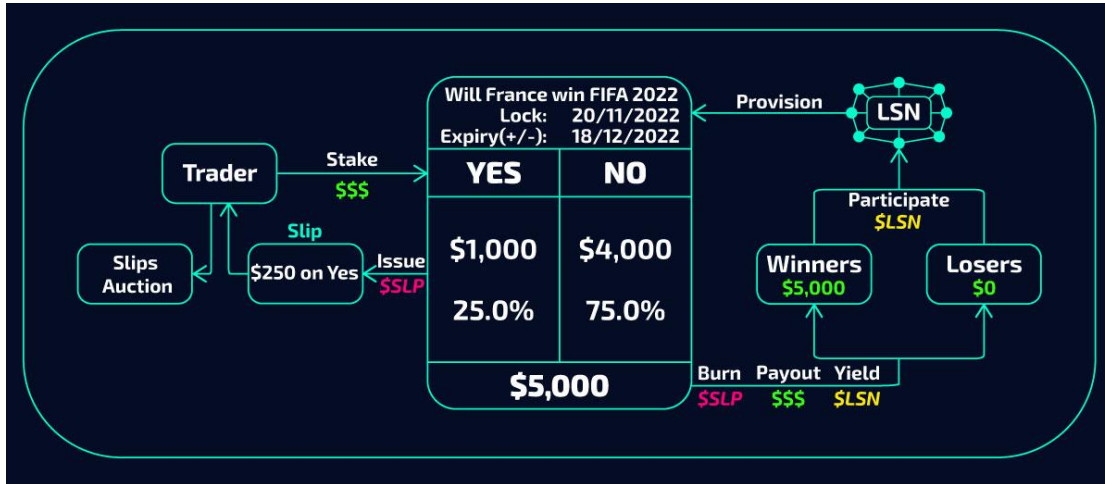 Will France win FIFA 2022
Lock: 20/11/2022
Expiry(+/-): 18/12/2022
YES NO
$1,000 $4,000
25.0% 75.0%
$5,000
Trader
Stake
$$$
Slip
$250 on Yes
Issue
$SLP
Slips
Auction
Provision
LSN
Participate
$LSN
Winners
$5,000
Losers
$0
Burn Payout Yield
$SLP $$$ $LSN